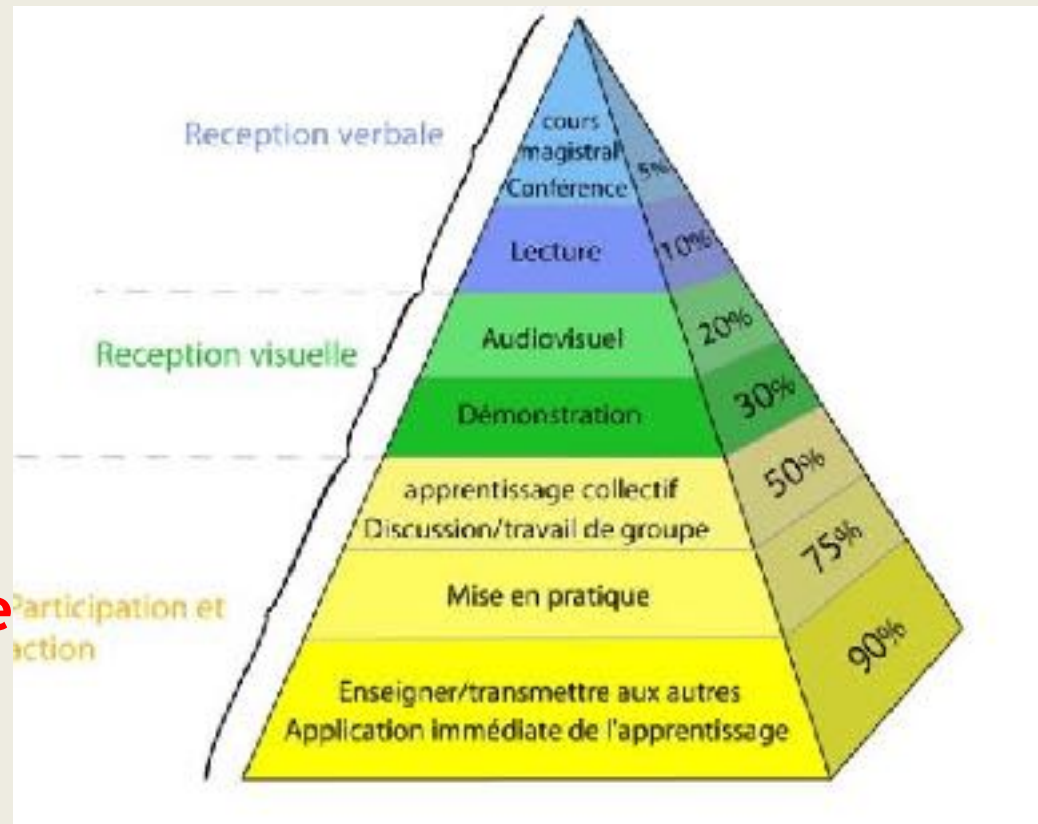 Reception verbale
cours
magistral
Conférence
5%
Lecture
10%
Reception visuelle
Audiovisuel
20%
Démonstration
30%
apprentissage collectif
Discussion/travail de groupe
50%
e
Participation et
action
Mise en pratique
75%
Enseigner/transmettre aux autres
Application immédiate de l'apprentissage
90%